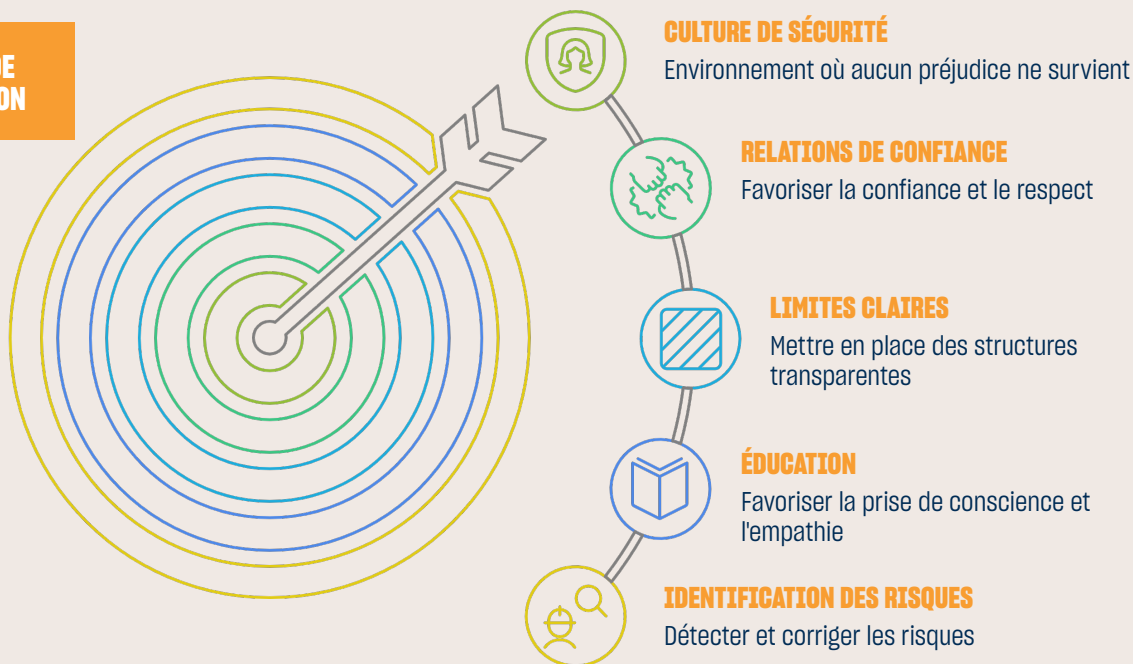 CULTURE DE SÉCURITÉ
Environnement où aucun préjudice ne survient
RELATIONS DE CONFIANCE
Favoriser la confiance et le respect
LIMITES CLAIRES
Mettre en place des structures
transparentes
ÉDUCATION
Favoriser la prise de conscience et
l'empathie
IDENTIFICATION DES RISQUES
Détecter et corriger les risques